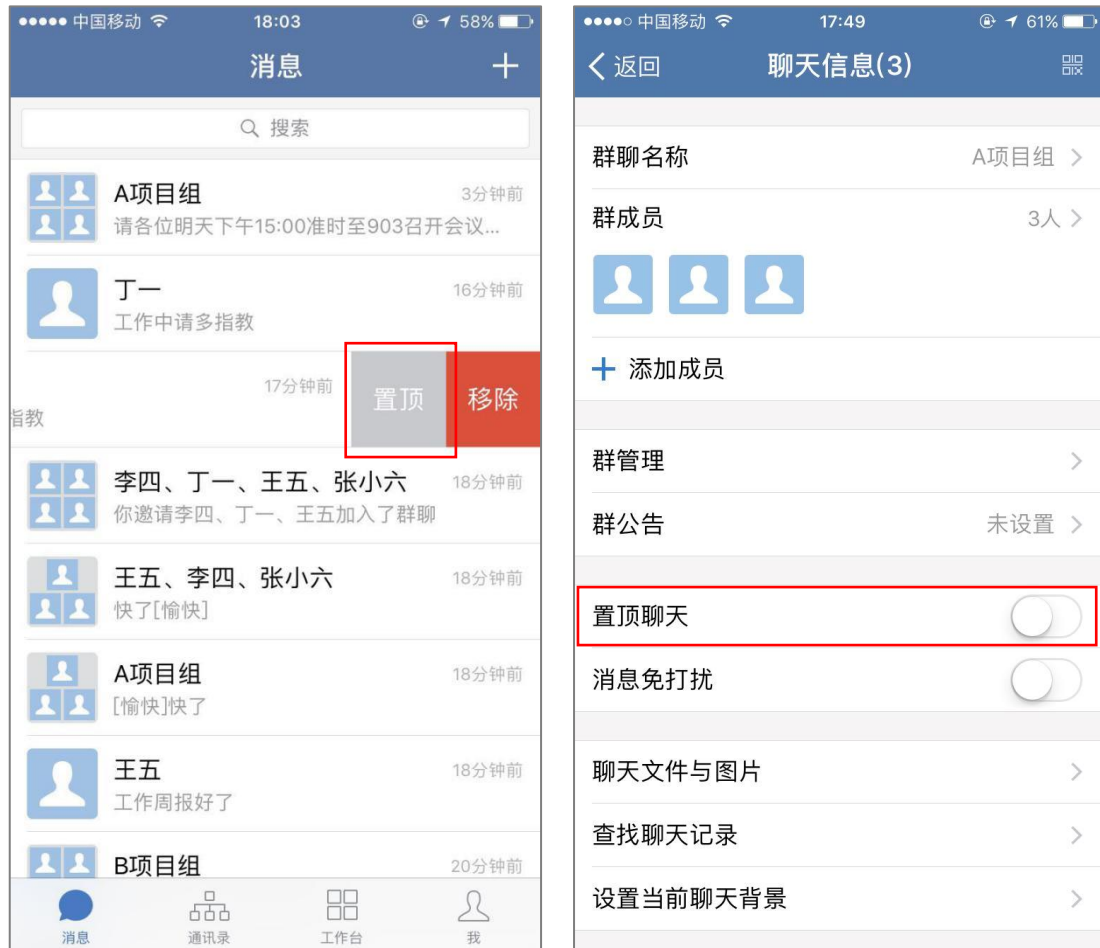 中国移动 18:03 58%
消息
搜索
A项目组 3分钟前
请各位明天下午15:00准时至903召开会议...
丁一 16分钟前
工作中请多指教
17分钟前 置顶 移除
指教
李四、丁一、王五、张小六 18分钟前
你邀请李四、丁一、王五加入了群聊
王五、李四、张小六 18分钟前
快了[愉快]
A项目组 18分钟前
[愉快]快了
王五 18分钟前
工作周报好了
B项目组 20分钟前
消息 通讯录 工作台 我
中国移动 17:49 61%
返回 聊天信息(3)
群聊名称 A项目组
群成员 3人
添加成员
群管理
群公告 未设置
置顶聊天
消息免打扰
聊天文件与图片
查找聊天记录
设置当前聊天背景